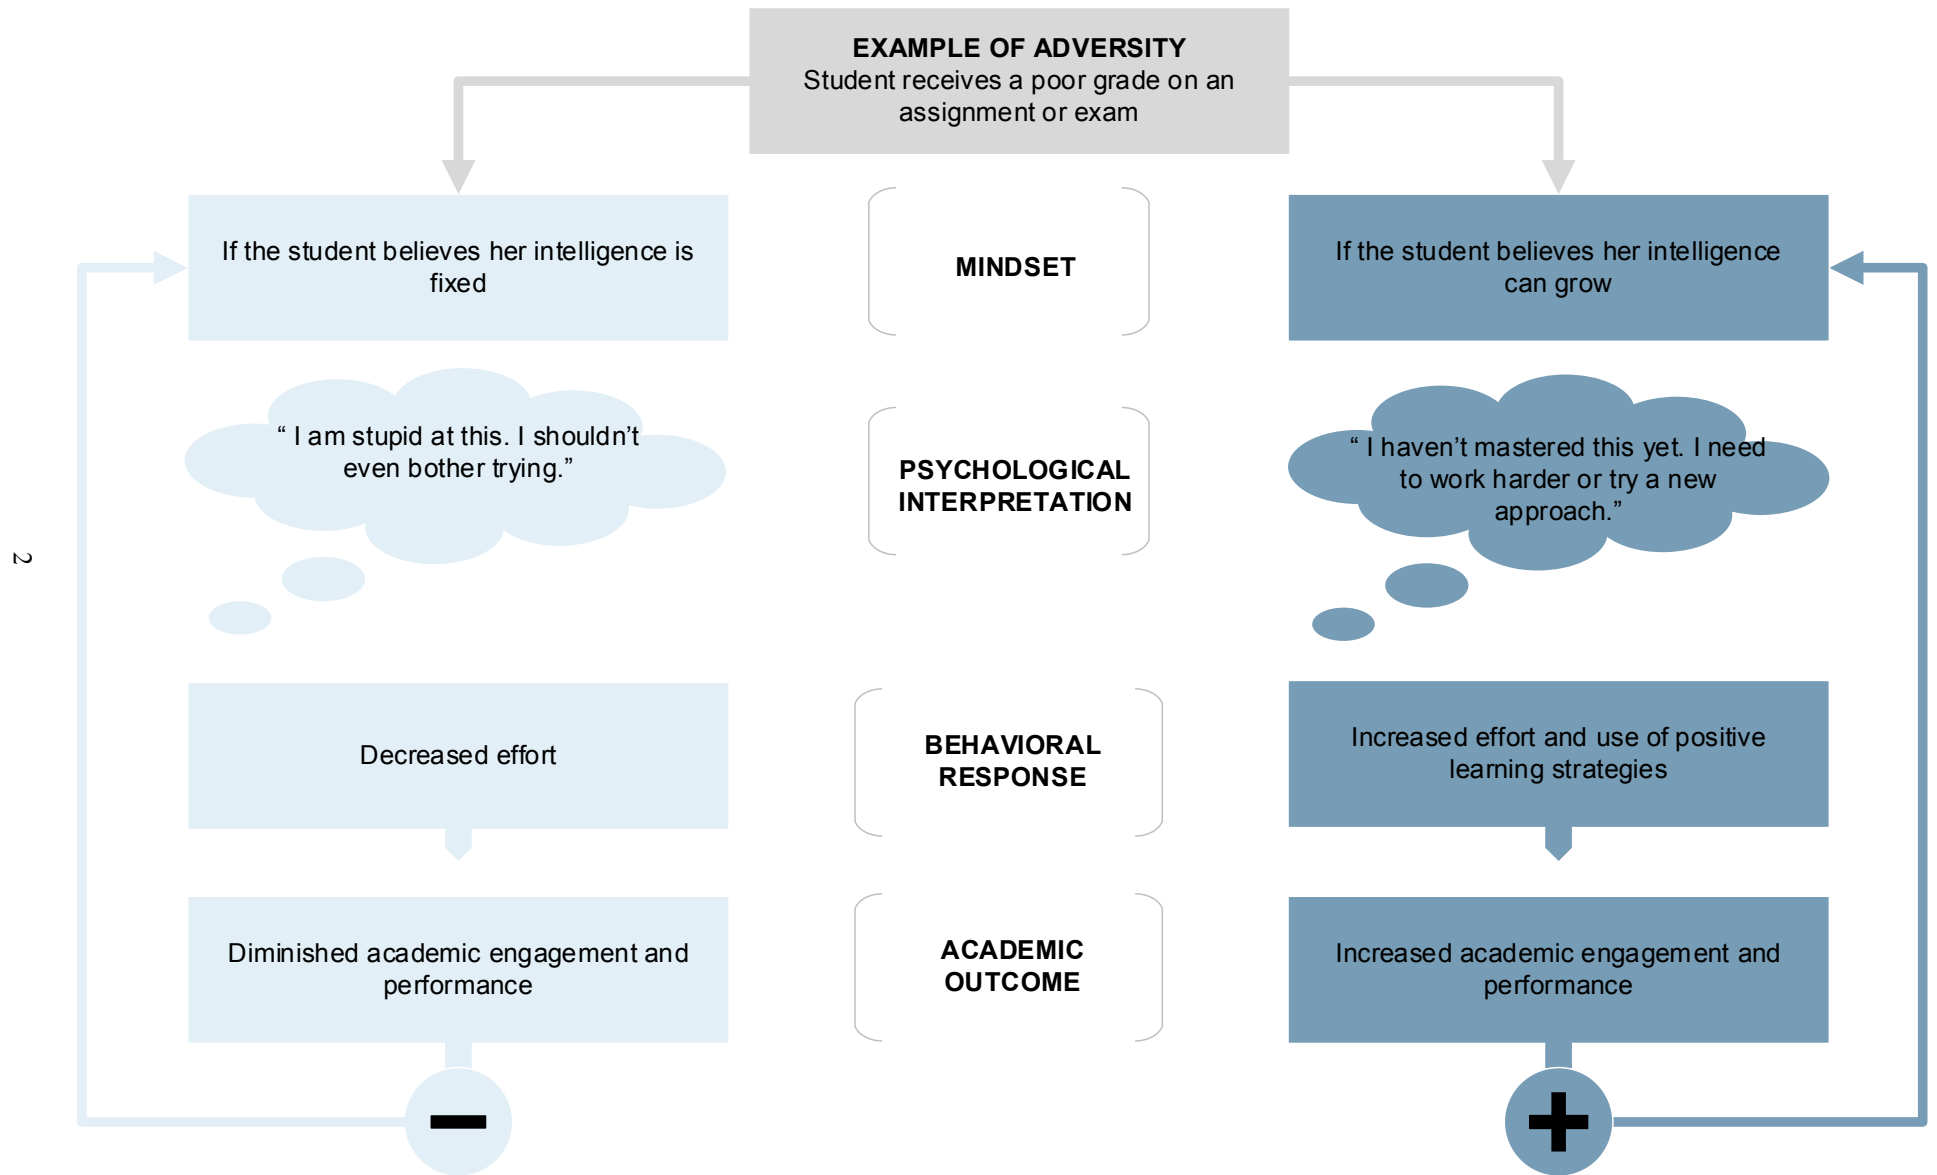 EXAMPLE OF ADVERSITY
Student receives a poor grade on an
assignment or exam
If the student believes her intelligence is
fixed
MINDSET
If the student believes her intelligence
can grow
“ I am stupid at this. I shouldn’t
even bother trying.”
PSYCHOLOGICAL
INTERPRETATION
“ I haven’t mastered this yet. I need
to work harder or try a new
approach.”
2
Decreased effort
BEHAVIORAL
RESPONSE
Increased effort and use of positive
learning strategies
Diminished academic engagement and
performance
ACADEMIC
OUTCOME
Increased academic engagement and
performance